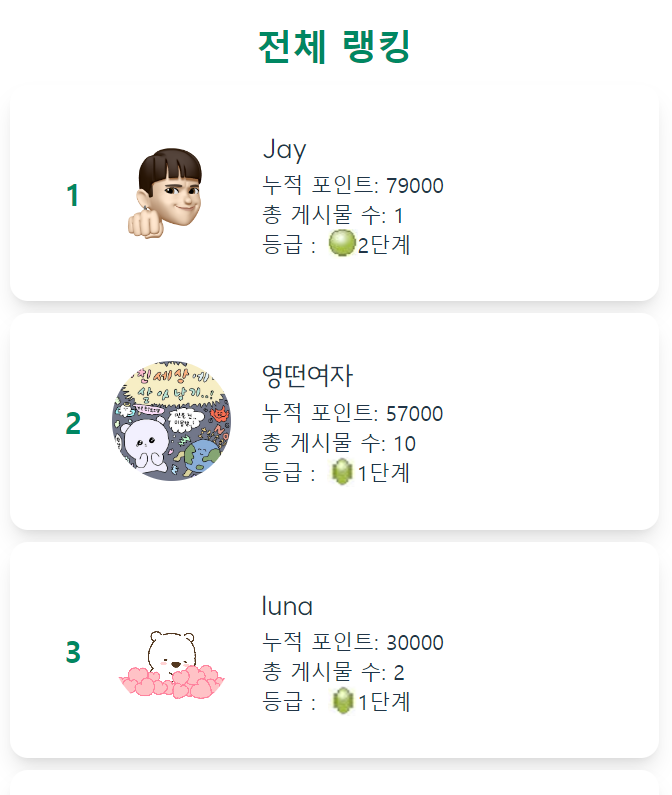 전체 랭킹
1
Jay
누적 포인트: 79000
총 게시물 수: 1
등급 : 2단계
2
영떤여자
누적 포인트: 57000
총 게시물 수: 10
등급 : 1단계
3
luna
누적 포인트: 30000
총 게시물 수: 2
등급 : 1단계